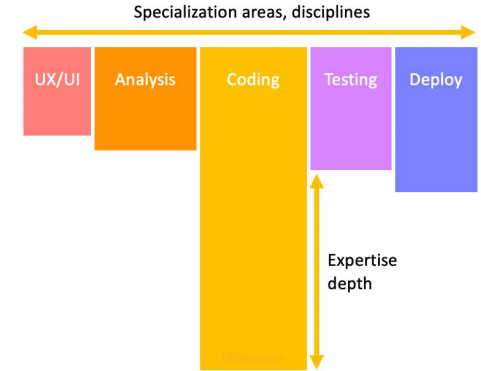 Specialization areas, disciplines
UX/UI
Analysis
Coding
Testing
Deploy
Expertise
depth